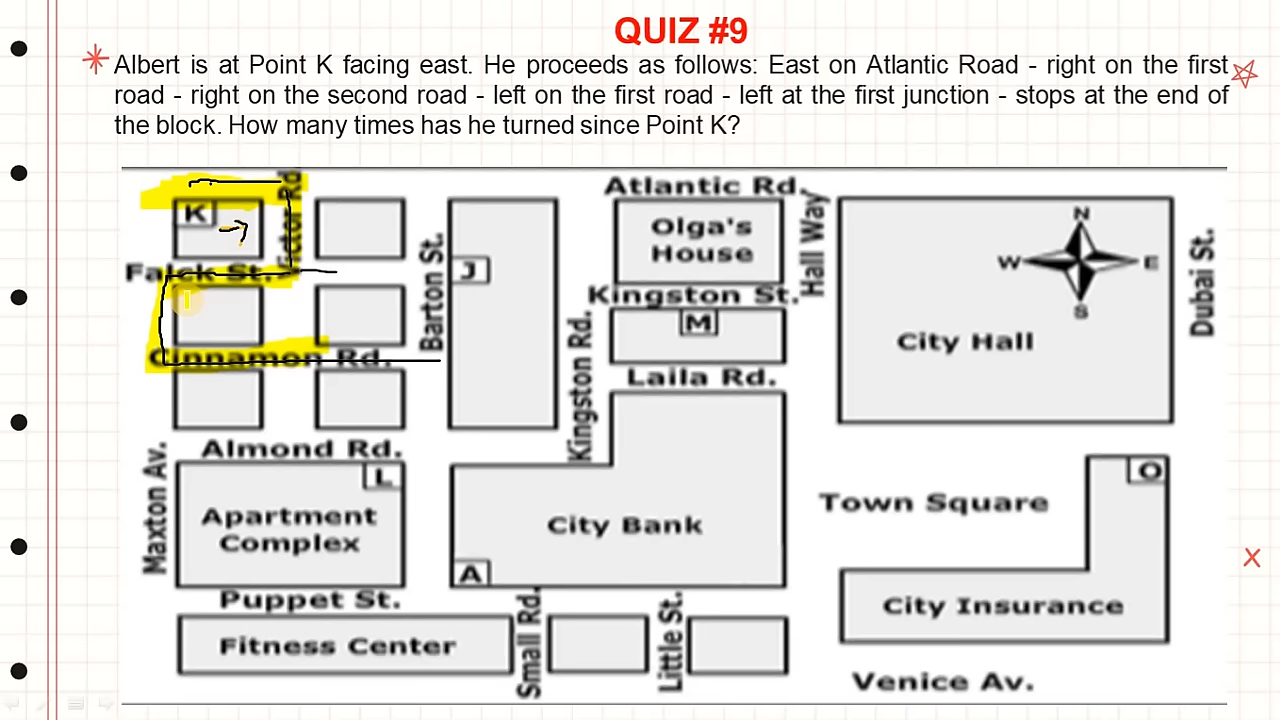 QUIZ #9
Albert is at Point K facing east. He proceeds as follows: East on Atlantic Road - right on the first
road - right on the second road - left on the first road - left at the first junction - stops at the end of
the block. How many times has he turned since Point K?
Atlantic Rd.
K
Victor Rd
Olga's
House
Hall Way
N
W
E
S
Falck St.
Barton St.
J
Kingston St.
Dubai St.
M
City Hall
Cinnamon Rd.
Kingston Rd.
Laila Rd.
Almond Rd.
Maxton Av.
L
Apartment
Complex
City Bank
Town Square
O
A
Puppet St.
Small Rd.
Little St.
City Insurance
Fitness Center
Venice Av.